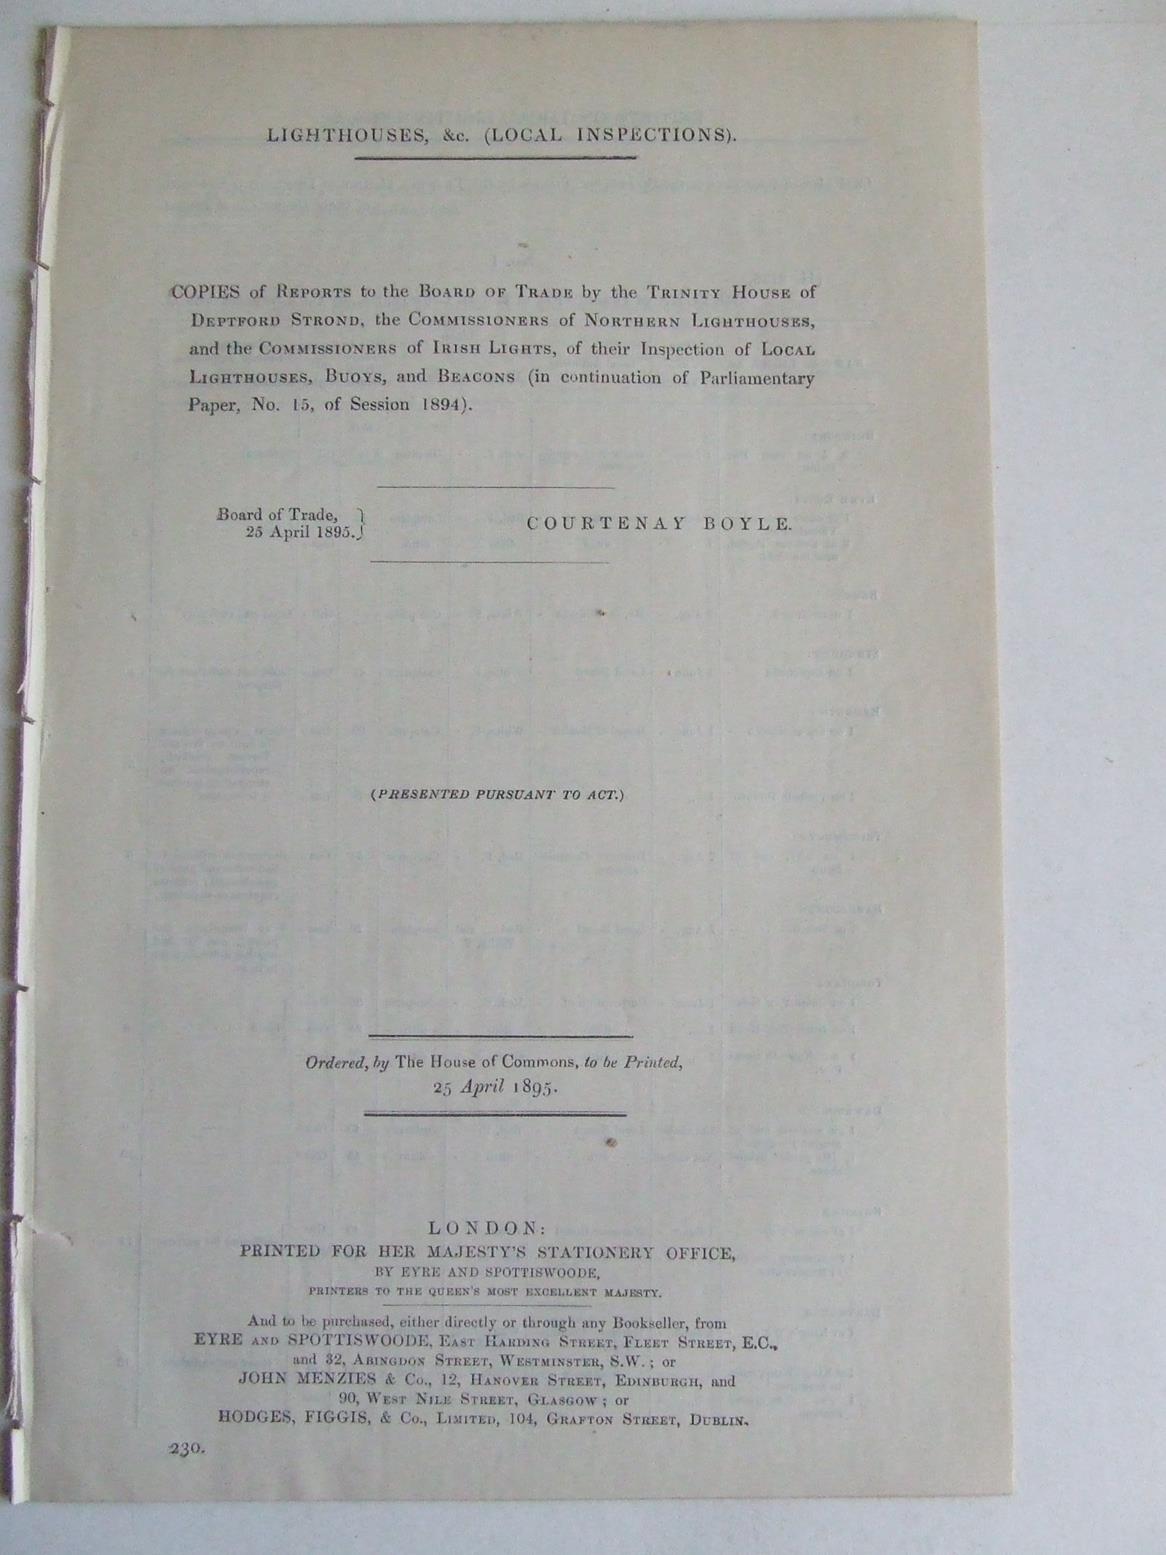 LIGHTHOUSES, &c. (LOCAL INSPECTIONS).
COPIES of REPORTS to the BOARD OF TRADE by the TRINITY HOUSE of
DEPTFORD STROND, the COMMISSIONERS of NORTHERN LIGHTHOUSES,
and the COMMISSIONERS of IRISH LIGHTS, of their Inspection of LOCAL
LIGHTHOUSES, BUOYS, and BEACONS (in continuation of Parliamentary
Paper, No. 15, of Session 1894).
Board of Trade, }
25 April 1895.}
COURTENAY BOYLE.
(PRESENTED PURSUANT TO ACT.)
Ordered, by The House of Commons, to be Printed,
25 April 1895.
LONDON:
PRINTED FOR HER MAJESTY'S STATIONERY OFFICE,
BY EYRE AND SPOTTISWOODE,
PRINTERS TO THE QUEEN'S MOST EXCELLENT MAJESTY.
And to be purchased, either directly or through any Bookseller, from
EYRE AND SPOTTISWOODE, EAST HARDING STREET, FLEET STREET, E.C.,
and 32, ABINGDON STREET, WESTMINSTER, S.W.; or
JOHN MENZIES & Co., 12, HANOVER STREET, EDINBURGH, and
90, WEST NILE STREET, GLASGOW; or
HODGES, FIGGIS, & Co., LIMITED, 104, GRAFTON STREET, DUBLIN.
230.